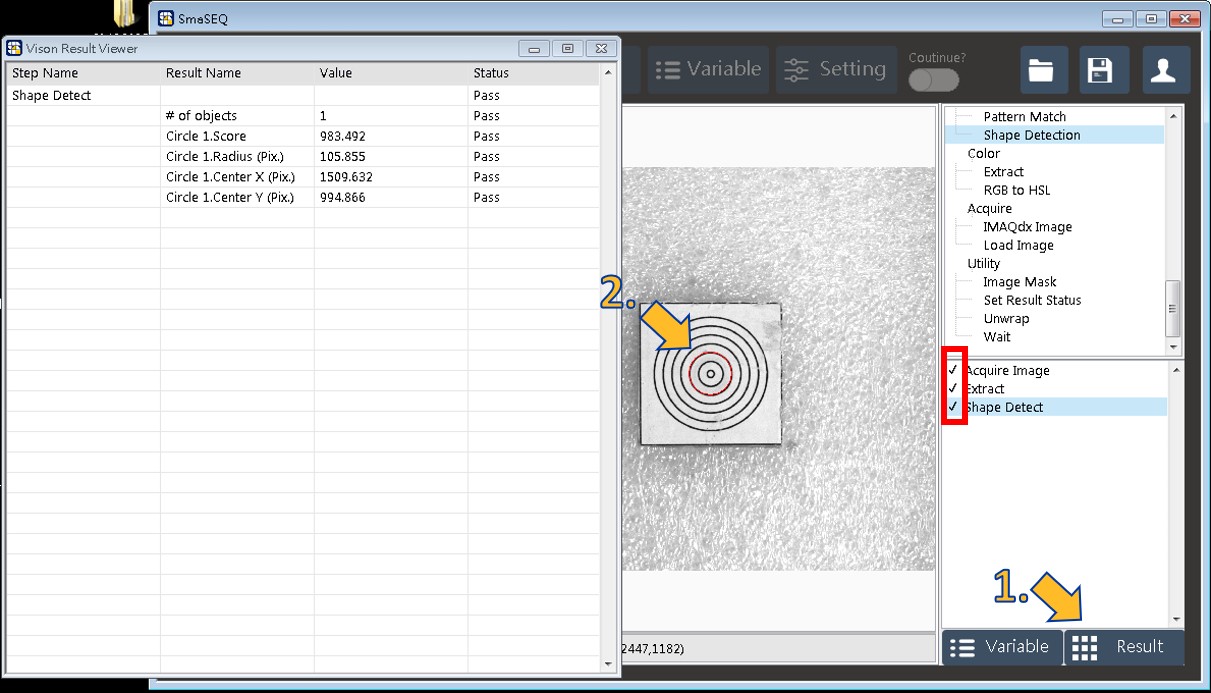 SmaSEQ
Vison Result Viewer
Step Name Result Name Value Status
Shape Detect Pass
# of objects 1 Pass
Circle 1.Score 983.492 Pass
Circle 1.Radius (Pix.) 105.855 Pass
Circle 1.Center X (Pix.) 1509.632 Pass
Circle 1.Center Y (Pix.) 994.866 Pass
Variable Setting Coutinue?
Pattern Match
Shape Detection
Color
Extract
RGB to HSL
Acquire
IMAQdx Image
Load Image
Utility
Image Mask
Set Result Status
Unwrap
Wait
2.
✓ Acquire Image
✓ Extract
✓ Shape Detect
1.
2447,1182)
Variable Result